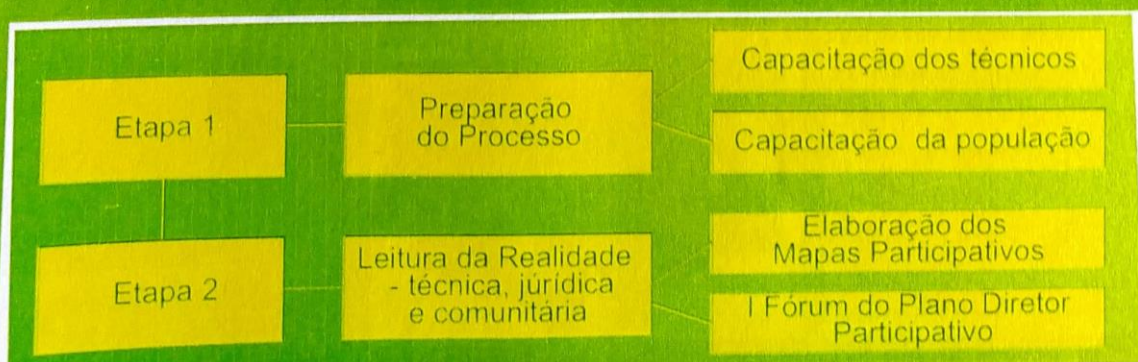 Etapa 1
Preparação
do Processo
Capacitação dos técnicos
Capacitação da população
Etapa 2
Leitura da Realidade
- técnica, júrídica
e comunitária
Elaboração dos
Mapas Participativos
I Fórum do Plano Diretor
Participativo